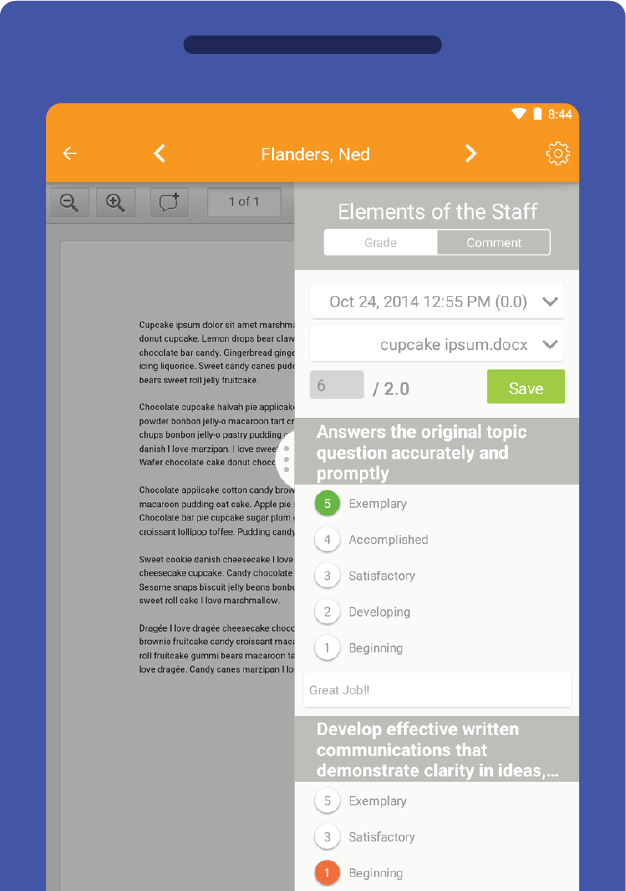 8:44
Flanders, Ned
1 of 1
Elements of the Staff
Grade
Comment
Oct 24, 2014 12:55 PM (0.0)
cupcake ipsum.docx
6 / 2.0
Save
Cupcake ipsum dolor sit amet marshma
donut cupcake. Lemon drops bear claw
chocolate bar candy. Gingerbread ginge
icing liquorice. Sweet candy canes pudd
bears sweet roll jelly fruitcake.
Chocolate cupcake halvah pie applicake
powder bonbon jelly-o macaroon tart cr
chups bonbon jelly-o pastry pudding
danish I love marzipan. I love swee
Wafer chocolate cake donut choco
Chocolate applicake cotton candy brow
macaroon pudding oat cake. Apple pie
Chocolate bar pie cupcake sugar plum
croissant lollipop toffee. Pudding candy
Sweet cookie danish cheesecake I love
cheesecake cupcake. Candy chocolate
Sesame snaps biscuit jelly beans bonbo
sweet roll cake I love marshmallow.
Dragée I love dragée cheesecake choco
brownie fruitcake candy croissant maca
roll fruitcake gummi bears macaroon ta
love dragée. Candy canes marzipan I lo
Answers the original topic
question accurately and
promptly
5 Exemplary
4 Accomplished
3 Satisfactory
2 Developing
1 Beginning
Great Job!!
Develop effective written
communications that
demonstrate clarity in ideas,...
5 Exemplary
3 Satisfactory
1 Beginning